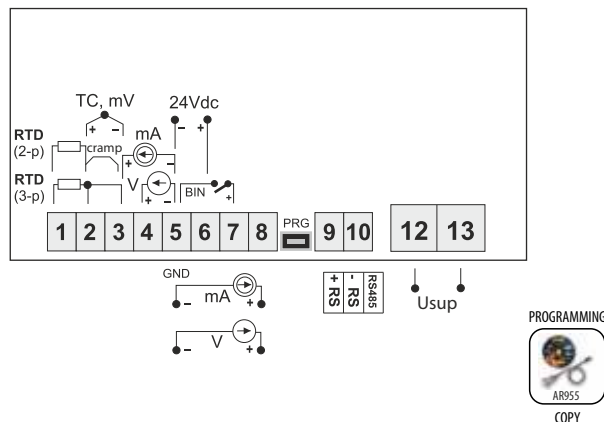 TC, mV
24Vdc
+ - - +
RTD
(2-p)
cramp
mA
+ -
RTD
(3-p)
V
+ -
BIN
+
1 2 3 4 5 6 7 8 PRG 9 10 12 13
GND
- mA +
- V +
+ RS
- RS
RS485
Usup
PROGRAMMING
AR955
COPY